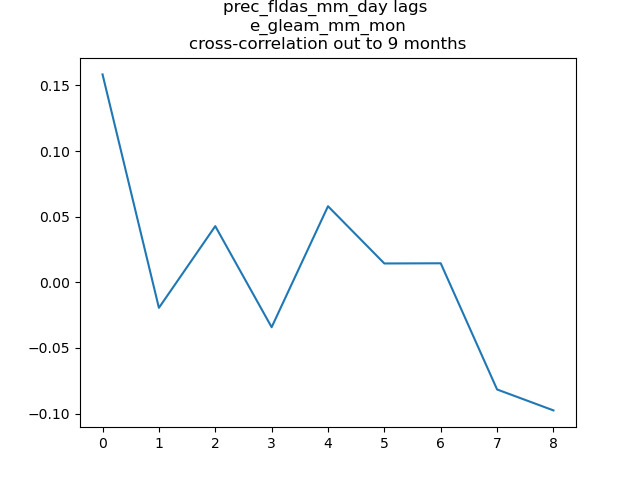 prec_fldas_mm_day lags
e_gleam_mm_mon
cross-correlation out to 9 months
0.15
0.10
0.05
0.00
−0.05
−0.10
0 1 2 3 4 5 6 7 8